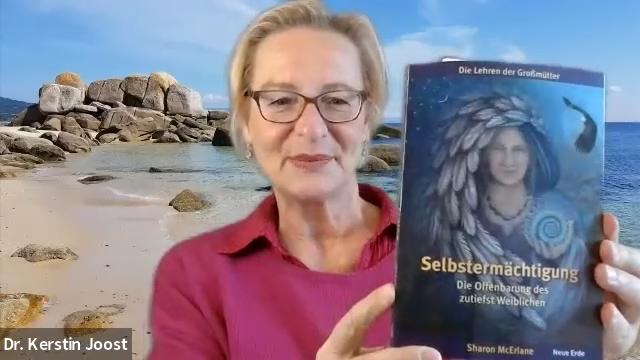 Die Lehren der Großmütter
Selbstermächtigung
Die Offenbarung des
zutiefst Weiblichen
Sharon McErlane
Neue Erde
Dr. Kerstin Joost